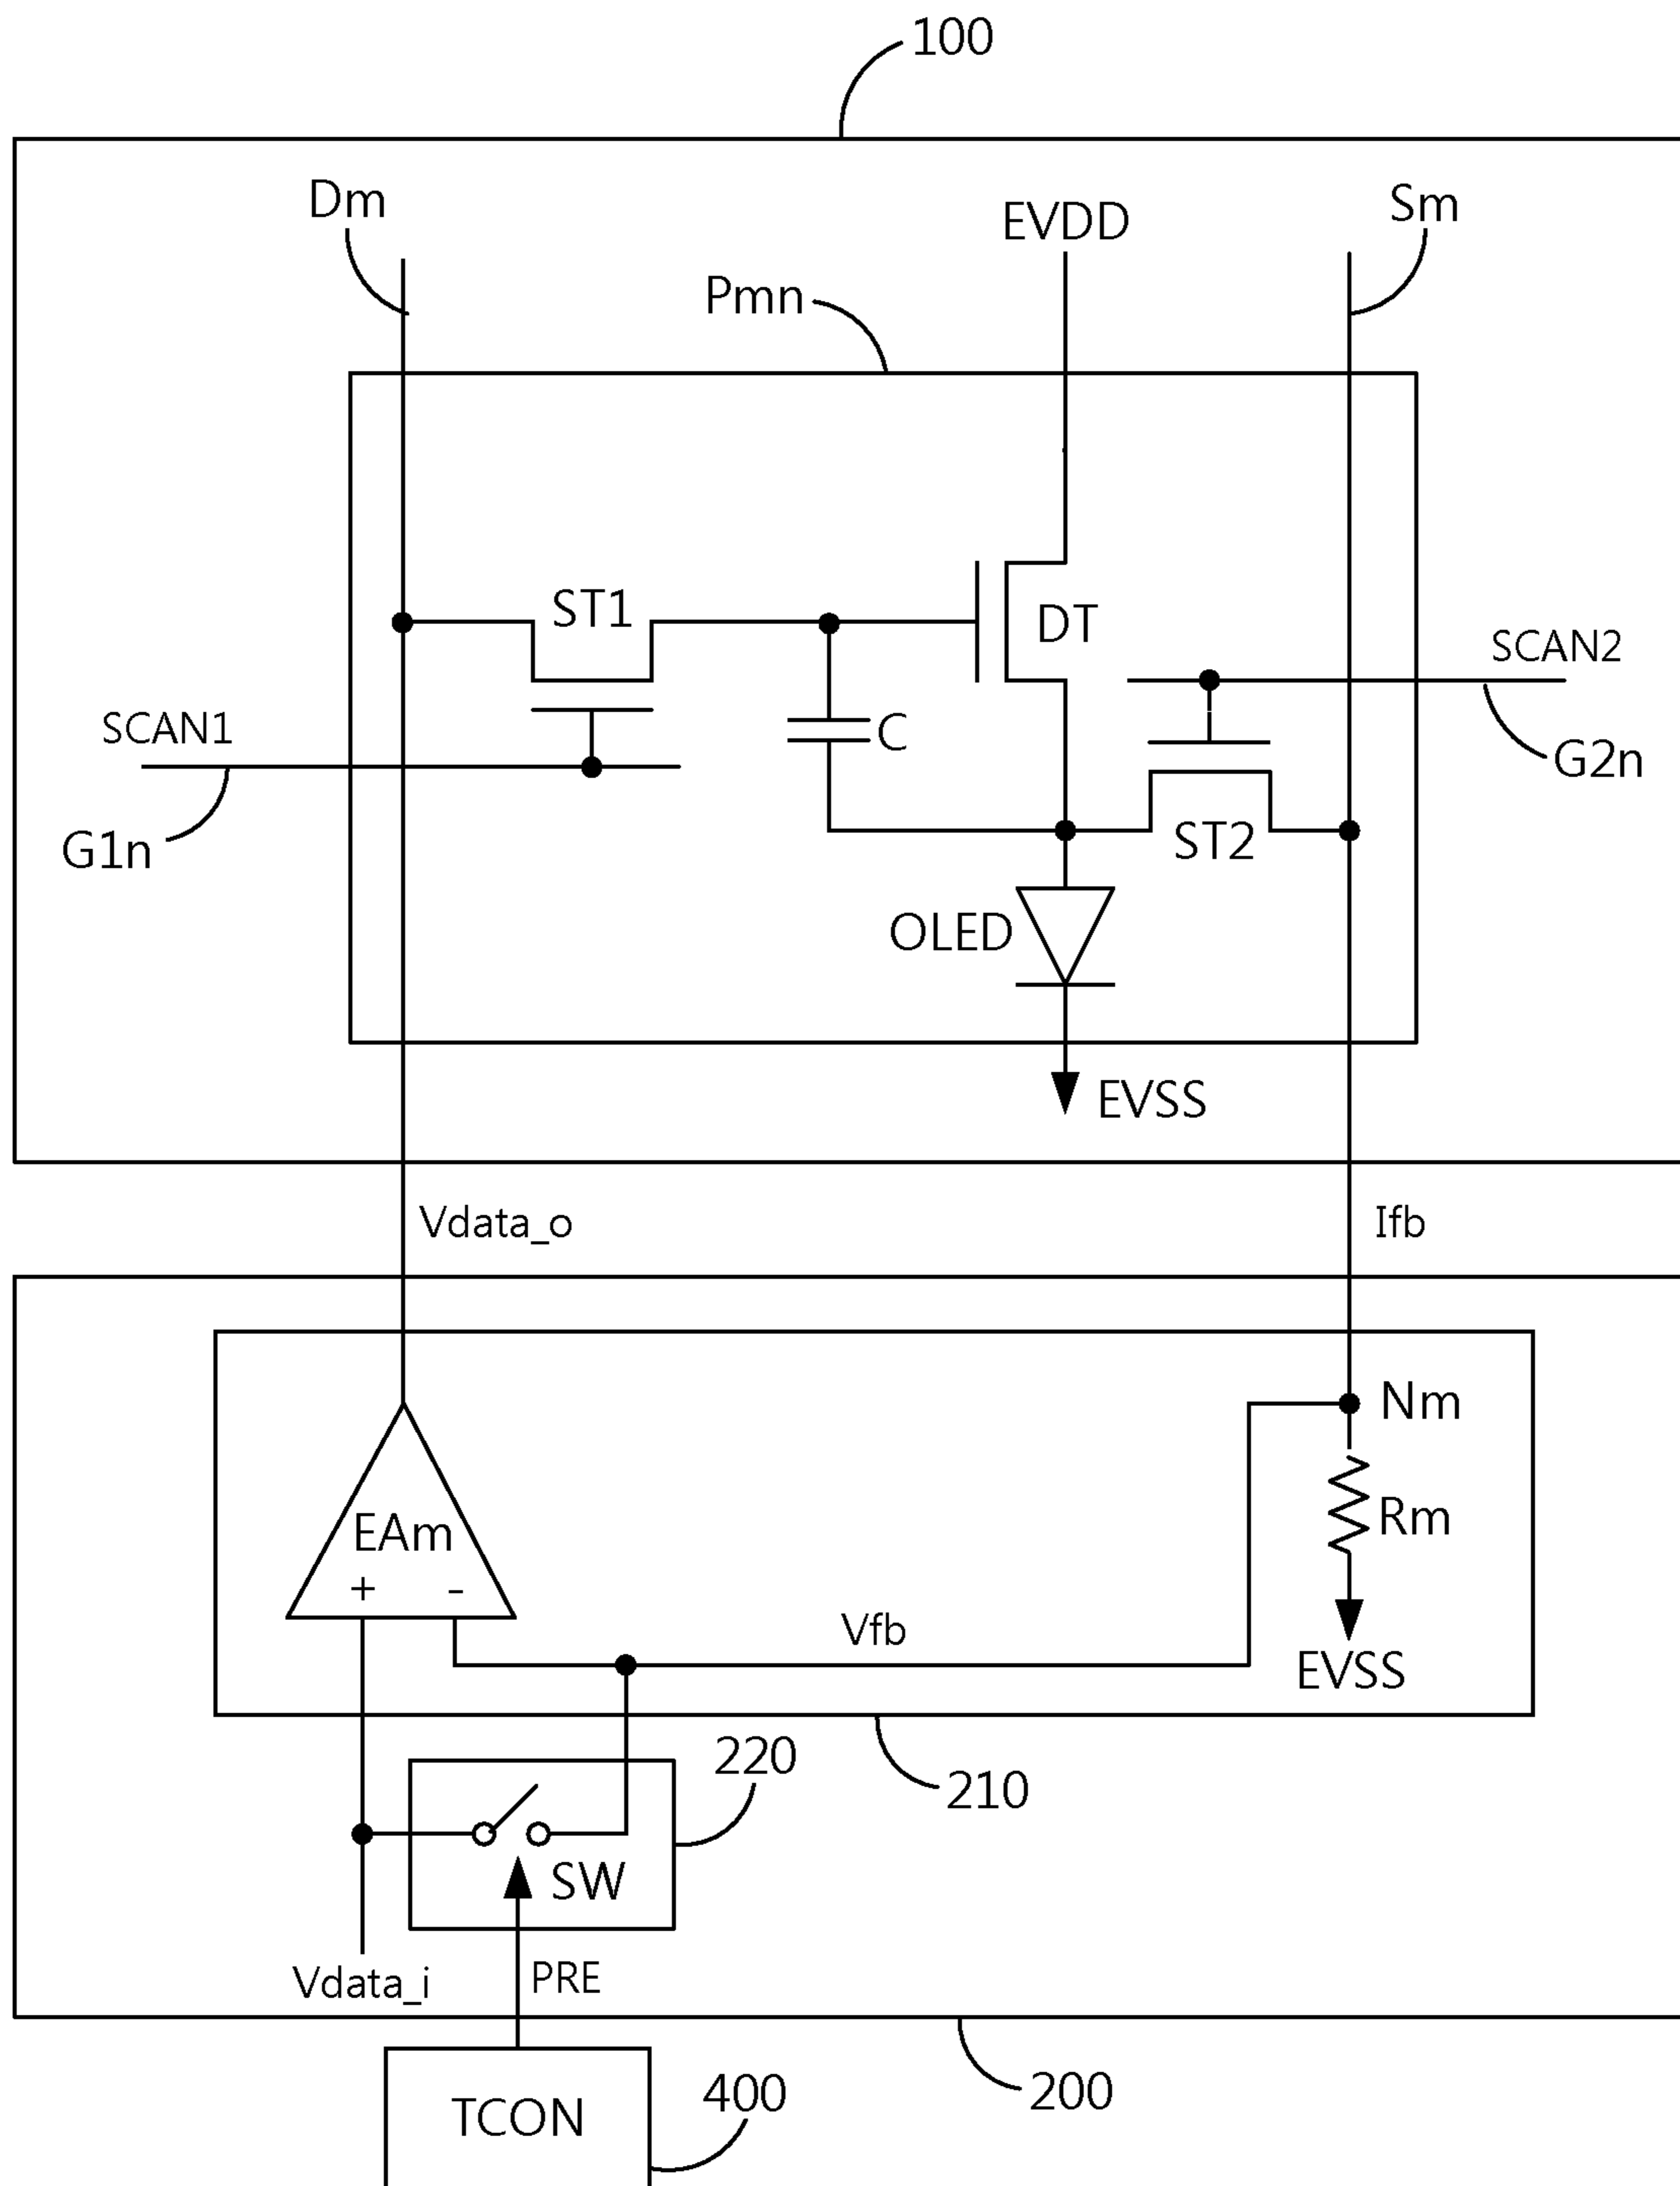 100
Dm
EVDD
Sm
Pmn
ST1
DT
SCAN2
SCAN1
C
G2n
G1n
ST2
OLED
EVSS
Vdata_o
Ifb
Nm
EAm
Rm
+ -
Vfb
EVSS
220
210
SW
Vdata_i
PRE
400
200
TCON